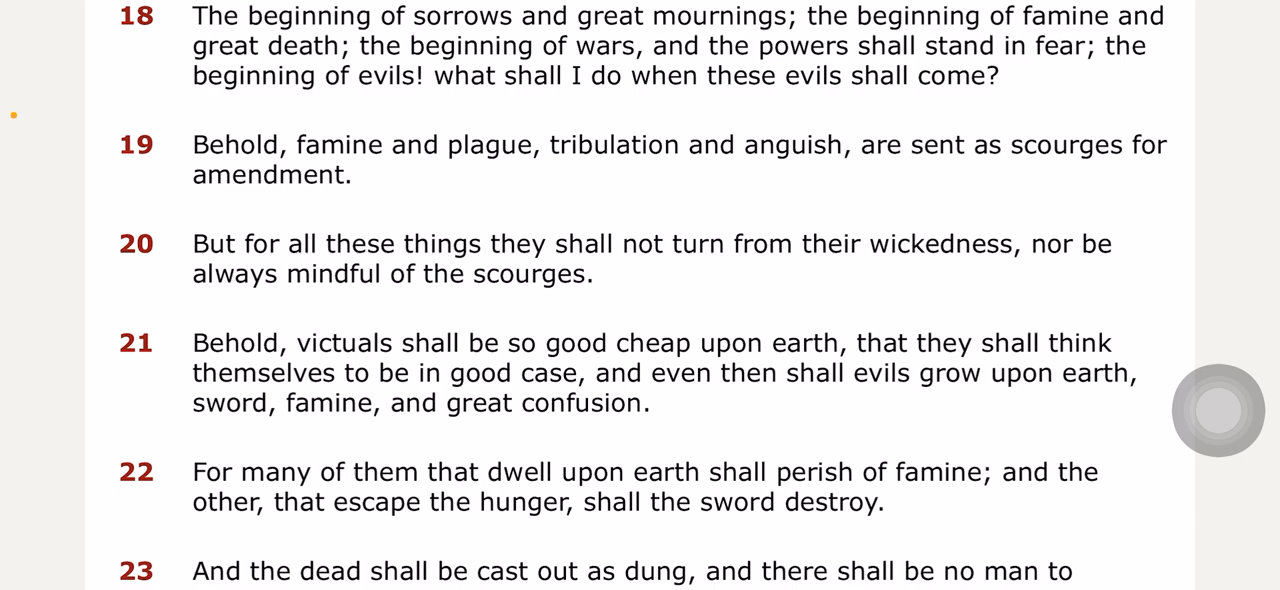 18 The beginning of sorrows and great mournings; the beginning of famine and
great death; the beginning of wars, and the powers shall stand in fear; the
beginning of evils! what shall I do when these evils shall come?
19 Behold, famine and plague, tribulation and anguish, are sent as scourges for
amendment.
20 But for all these things they shall not turn from their wickedness, nor be
always mindful of the scourges.
21 Behold, victuals shall be so good cheap upon earth, that they shall think
themselves to be in good case, and even then shall evils grow upon earth,
sword, famine, and great confusion.
22 For many of them that dwell upon earth shall perish of famine; and the
other, that escape the hunger, shall the sword destroy.
23 And the dead shall be cast out as dung, and there shall be no man to